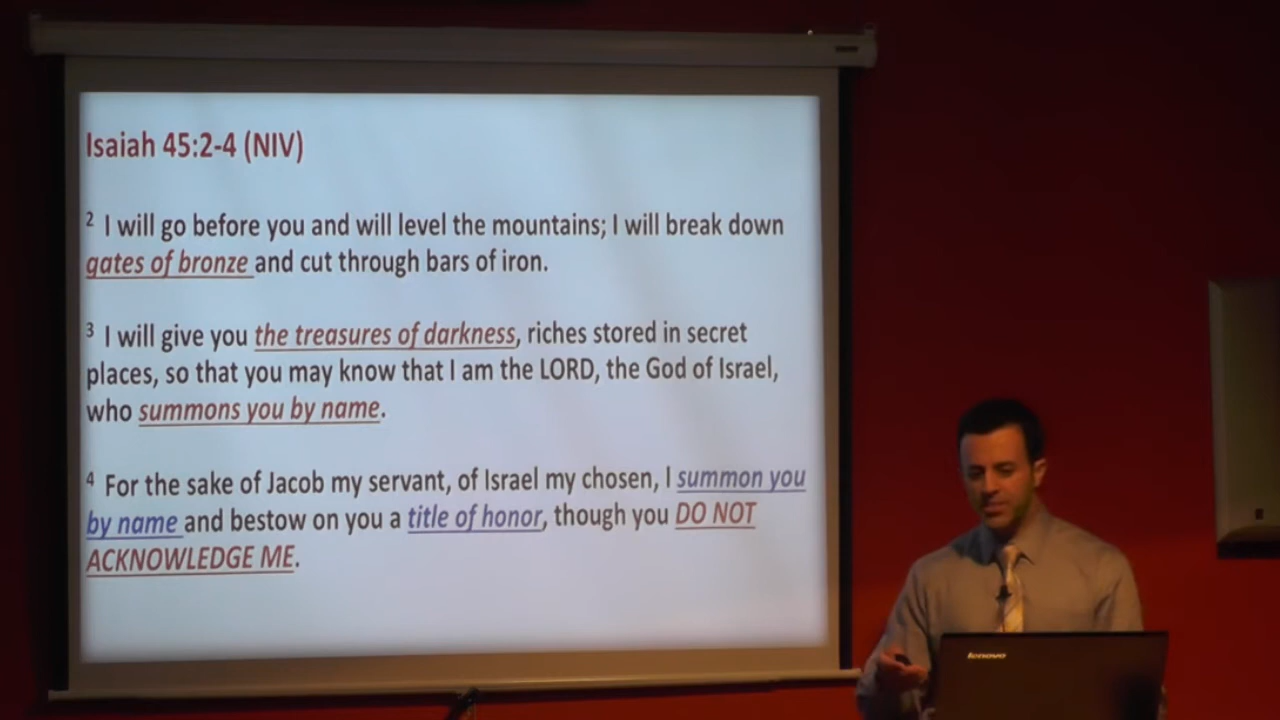 Isaiah 45:2-4 (NIV)
2 I will go before you and will level the mountains; I will break down
gates of bronze and cut through bars of iron.
3 I will give you the treasures of darkness, riches stored in secret
places, so that you may know that I am the LORD, the God of Israel,
who summons you by name.
4 For the sake of Jacob my servant, of Israel my chosen, I summon you
by name and bestow on you a title of honor, though you DO NOT
ACKNOWLEDGE ME.
lenovo